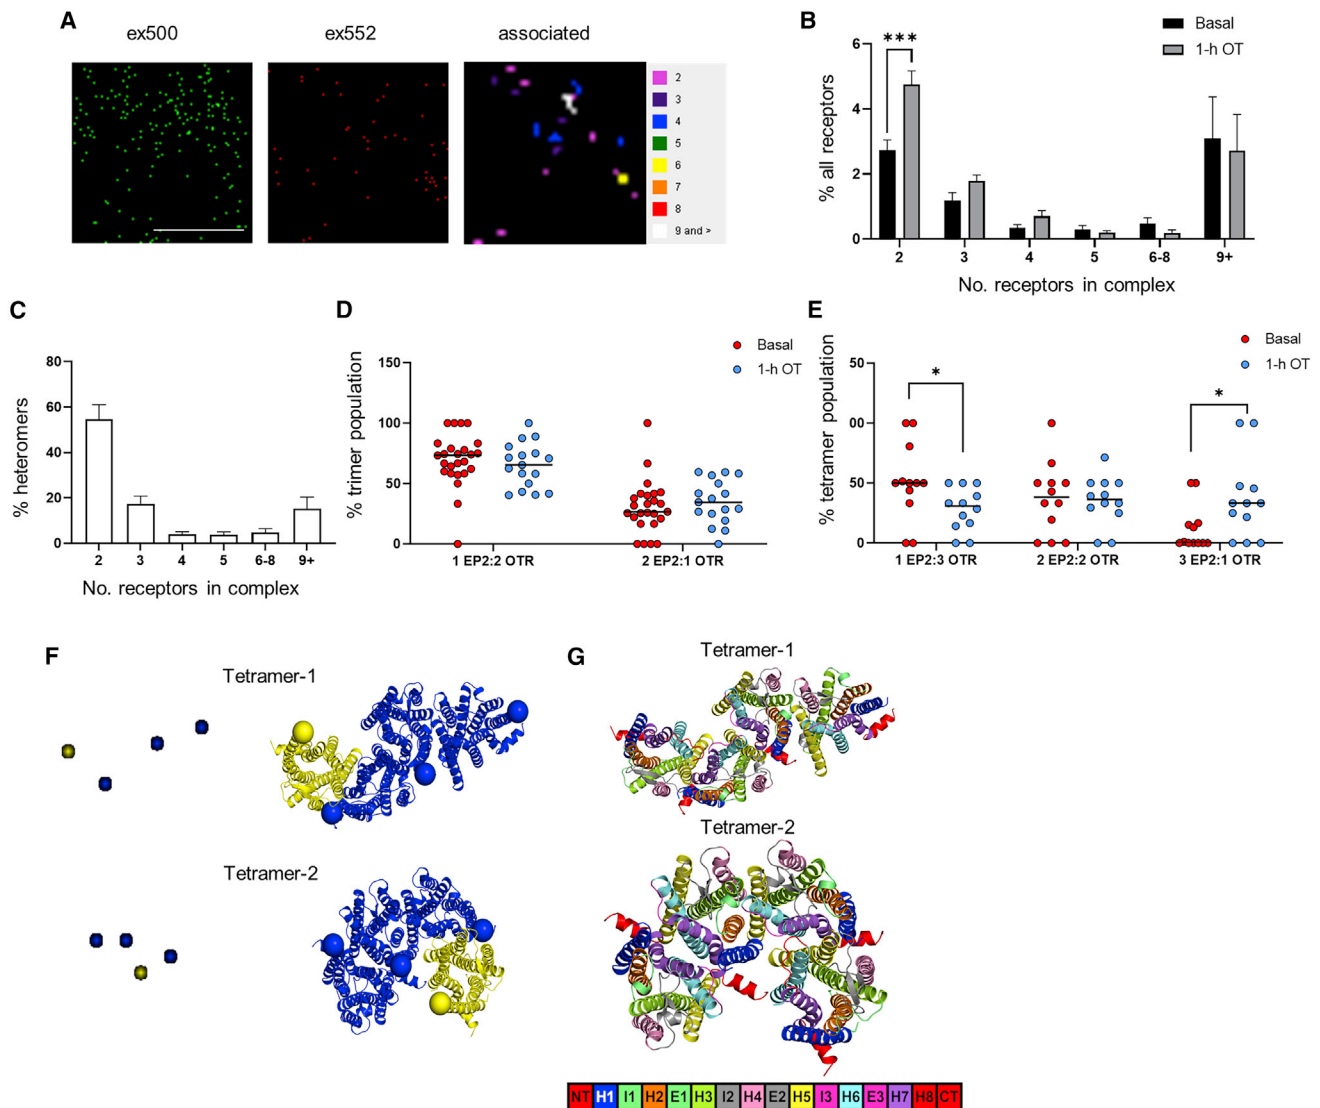 A
ex500
ex552
associated
2
3
4
5
6
7
8
9 and >
B
Basal
1-h OT
***
% all receptors
6
4
2
0
2
3
4
5
6-8
9+
No. receptors in complex
C
% heteromers
80
60
40
20
0
2
3
4
5
6-8
9+
No. receptors in complex
D
Basal
1-h OT
% trimer population
150
100
50
0
1 EP2:2 OTR
2 EP2:1 OTR
E
Basal
1-h OT
*
*
% tetramer population
50
00
50
0
1 EP2:3 OTR
2 EP2:2 OTR
3 EP2:1 OTR
F
Tetramer-1
Tetramer-2
G
Tetramer-1
Tetramer-2
NT H1 I1 H2 E1 H3 I2 H4 E2 H5 I3 H6 E3 H7 H8 CT